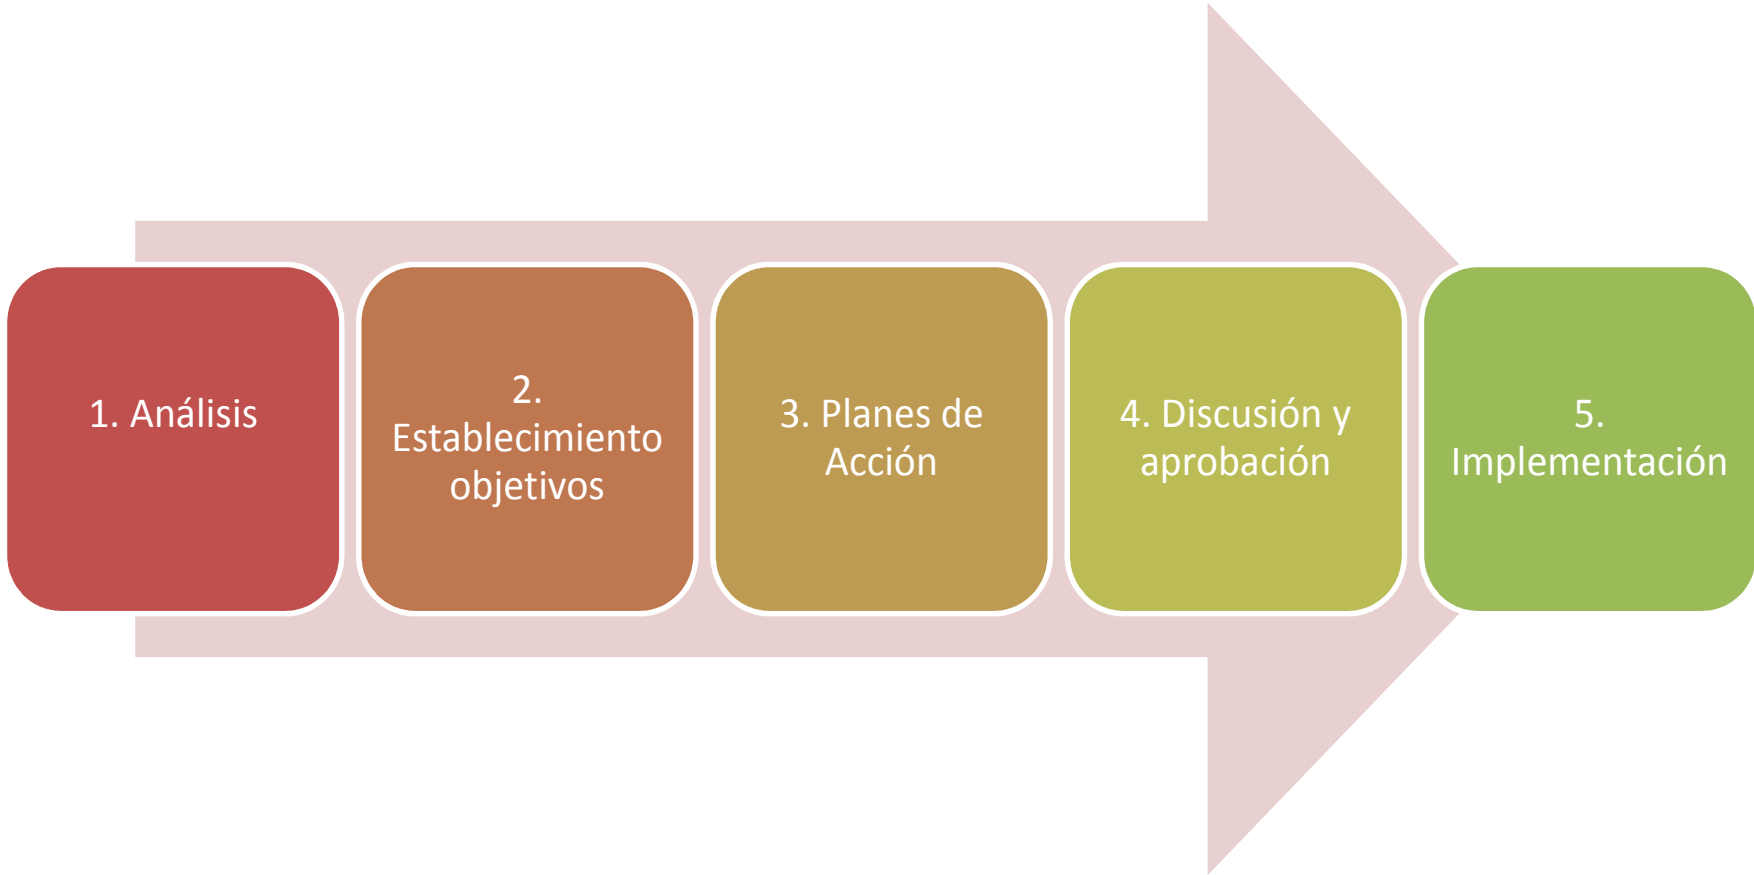 1. Análisis
2.
Establecimiento
objetivos
3. Planes de
Acción
4. Discusión y
aprobación
5.
Implementación